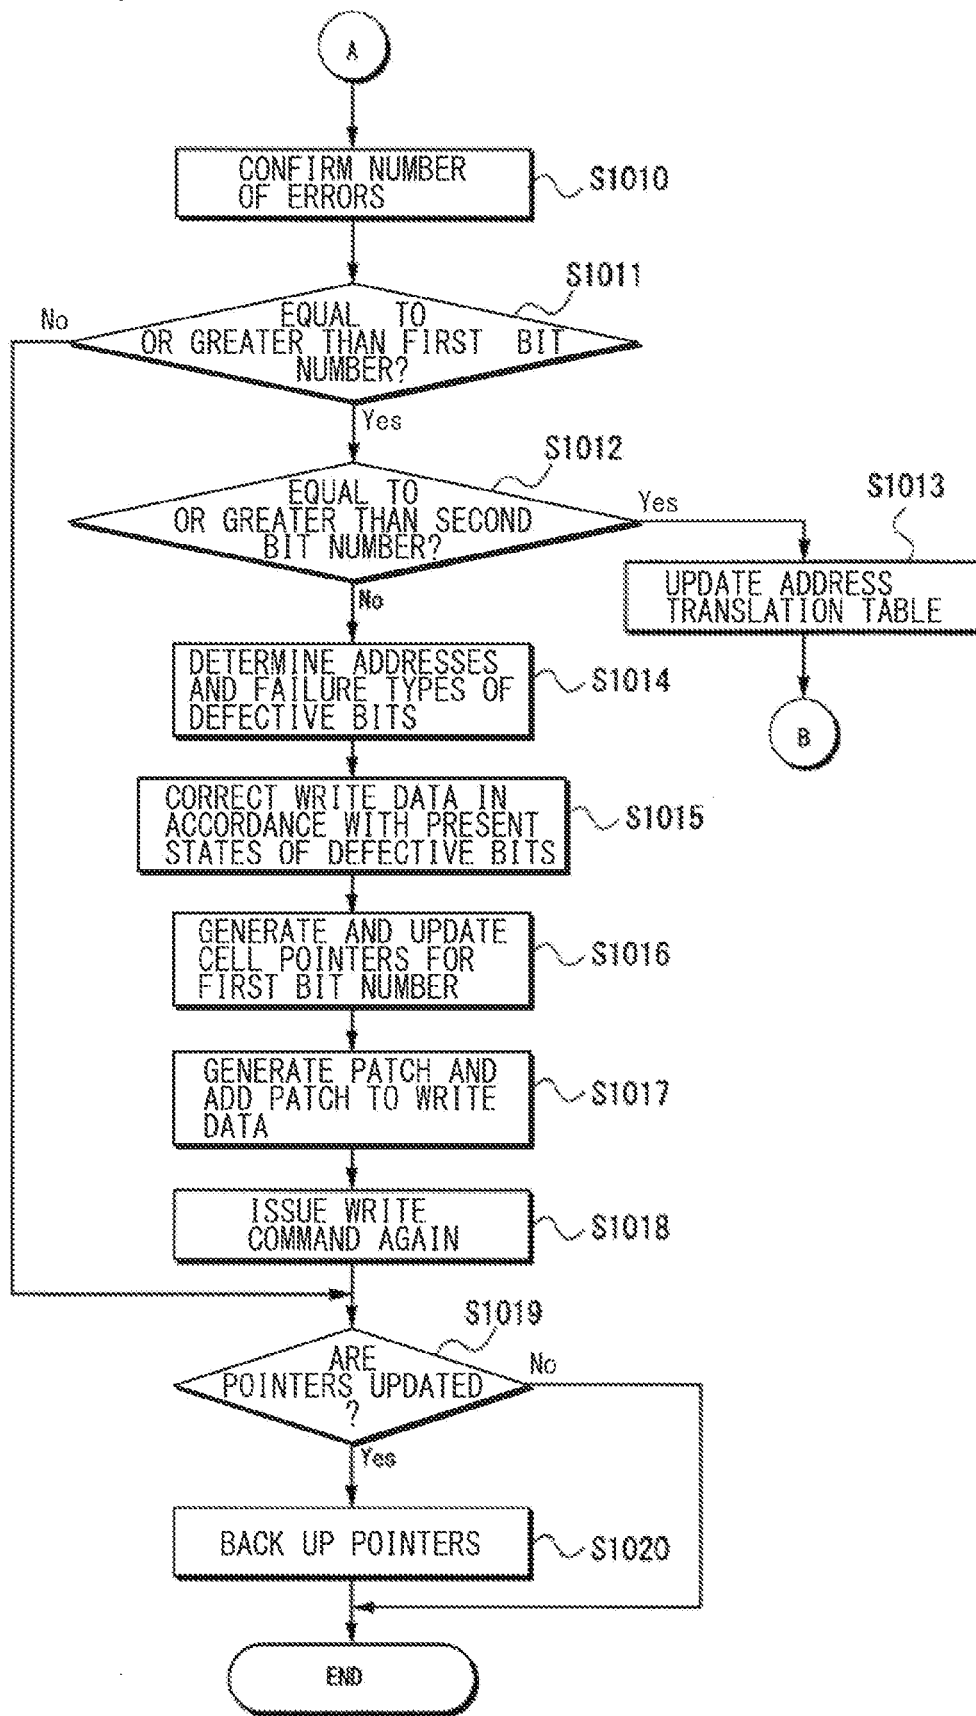 A
CONFIRM NUMBER
OF ERRORS
S1010
S1011
No
EQUAL TO
OR GREATER THAN FIRST BIT
NUMBER?
Yes
S1012
EQUAL TO
OR GREATER THAN SECOND
BIT NUMBER?
Yes
S1013
No
UPDATE ADDRESS
TRANSLATION TABLE
B
DETERMINE ADDRESSES
AND FAILURE TYPES OF
DEFECTIVE BITS
S1014
CORRECT WRITE DATA IN
ACCORDANCE WITH PRESENT
STATES OF DEFECTIVE BITS
S1015
GENERATE AND UPDATE
CELL POINTERS FOR
FIRST BIT NUMBER
S1016
GENERATE PATCH AND
ADD PATCH TO WRITE
DATA
S1017
ISSUE WRITE
COMMAND AGAIN
S1018
S1019
ARE
POINTERS UPDATED
?
No
Yes
BACK UP POINTERS
S1020
END